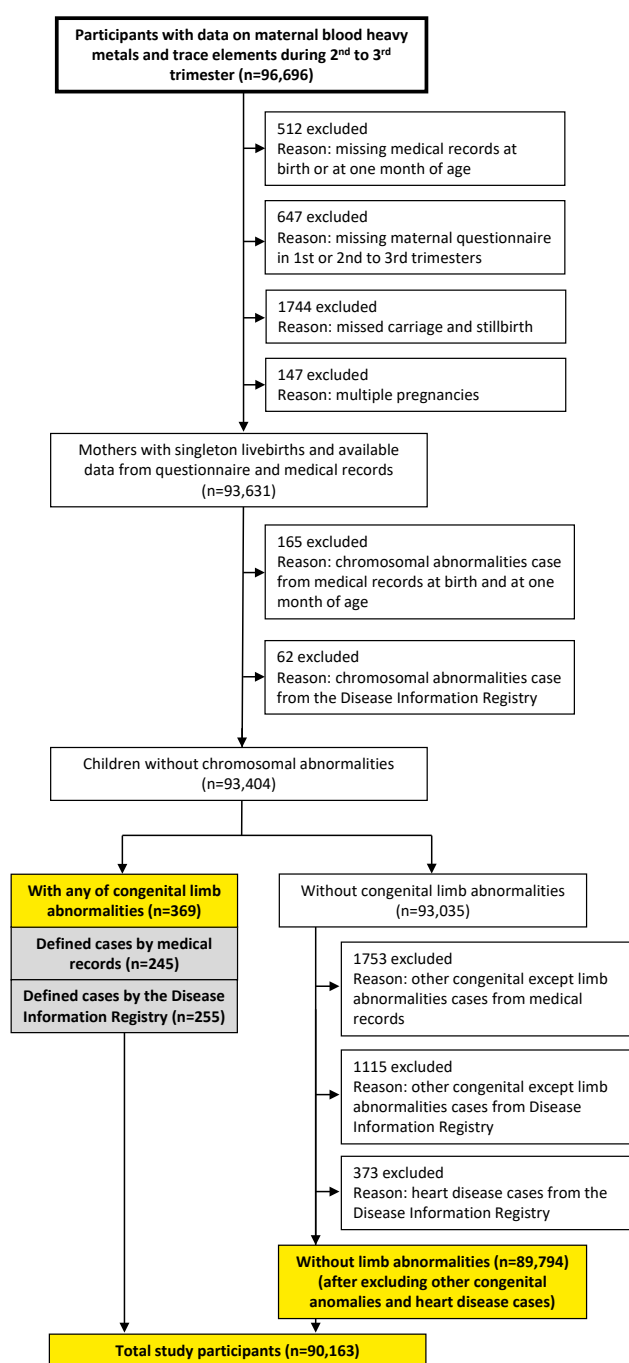 Participants with data on maternal blood heavy
metals and trace elements during 2nd to 3rd
trimester (n=96,696)
512 excluded
Reason: missing medical records at
birth or at one month of age
647 excluded
Reason: missing maternal questionnaire
in 1st or 2nd to 3rd trimesters
1744 excluded
Reason: missed carriage and stillbirth
147 excluded
Reason: multiple pregnancies
Mothers with singleton livebirths and available
data from questionnaire and medical records
(n=93,631)
165 excluded
Reason: chromosomal abnormalities case
from medical records at birth and at one
month of age
62 excluded
Reason: chromosomal abnormalities case
from the Disease Information Registry
Children without chromosomal abnormalities
(n=93,404)
With any of congenital limb
abnormalities (n=369)
Defined cases by medical
records (n=245)
Defined cases by the Disease
Information Registry (n=255)
Without congenital limb abnormalities
(n=93,035)
1753 excluded
Reason: other congenital except limb
abnormalities cases from medical
records
1115 excluded
Reason: other congenital except limb
abnormalities cases from Disease
Information Registry
373 excluded
Reason: heart disease cases from the
Disease Information Registry
Without limb abnormalities (n=89,794)
(after excluding other congenital
anomalies and heart disease cases)
Total study participants (n=90,163)